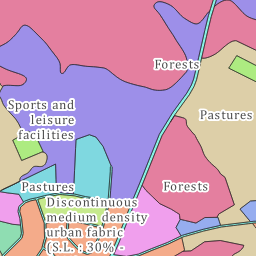 Forests
Sports and
leisure
facilities
Pastures
Pastures
Forests
Discontinuous
medium density
urban fabric
(S.L. : 30% -